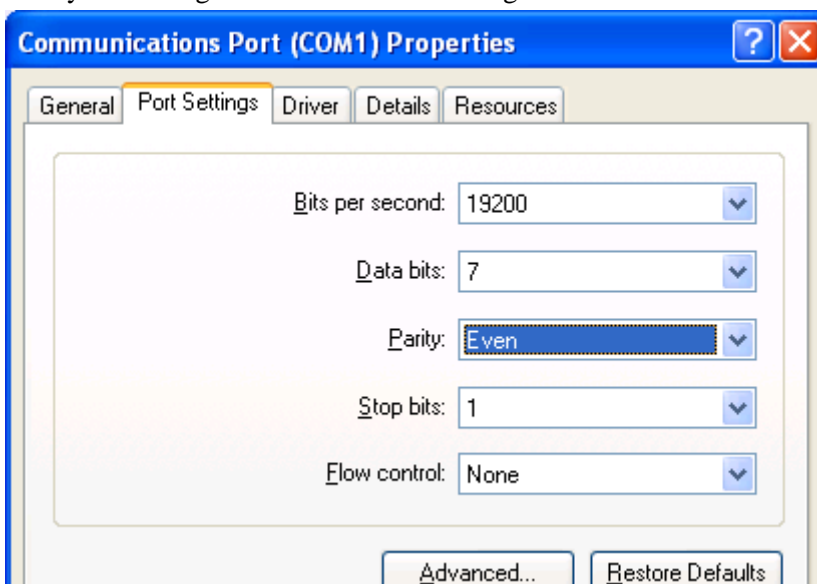 Communications Port (COM1) Properties
General Port Settings Driver Details Resources
Bits per second: 19200
Data bits: 7
Parity: Even
Stop bits: 1
Flow control: None
Advanced... Restore Defaults